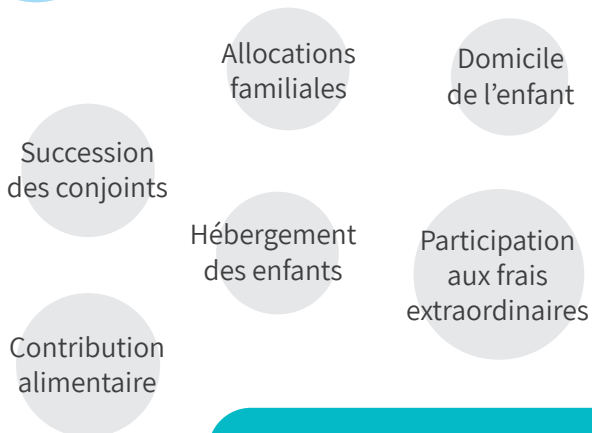 Allocations
familiales
Domicile
de l’enfant
Succession
des conjoints
Hébergement
des enfants
Participation
aux frais
extraordinaires
Contribution
alimentaire